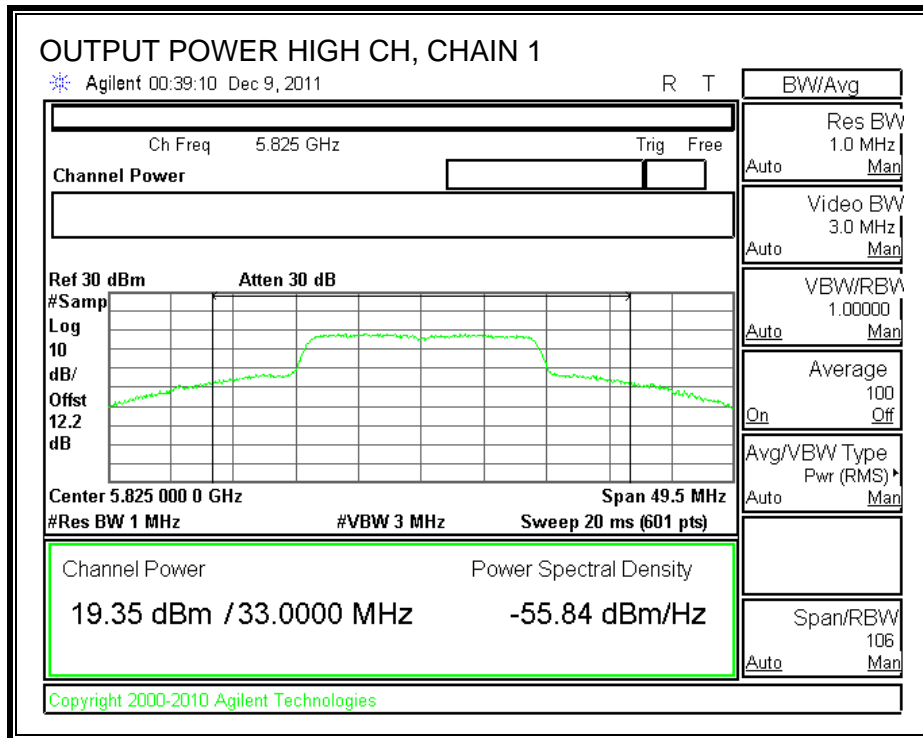 OUTPUT POWER HIGH CH, CHAIN 1
Agilent 00:39:10 Dec 9, 2011 R T
Ch Freq 5.825 GHz Trig Free
Channel Power
Ref 30 dBm Atten 30 dB
#Samp
Log
10
dB/
Offst
12.2
dB
Center 5.825 000 0 GHz Span 49.5 MHz
#Res BW 1 MHz #VBW 3 MHz Sweep 20 ms (601 pts)
Channel Power Power Spectral Density
19.35 dBm / 33.0000 MHz -55.84 dBm/Hz
Copyright 2000-2010 Agilent Technologies
BW/Avg
Res BW
1.0 MHz
Auto Man
Video BW
3.0 MHz
Auto Man
VBW/RBW
1.00000
Auto Man
Average
100
On Off
Avg/VBW Type
Pwr (RMS)
Auto Man
Span/RBW
106
Auto Man